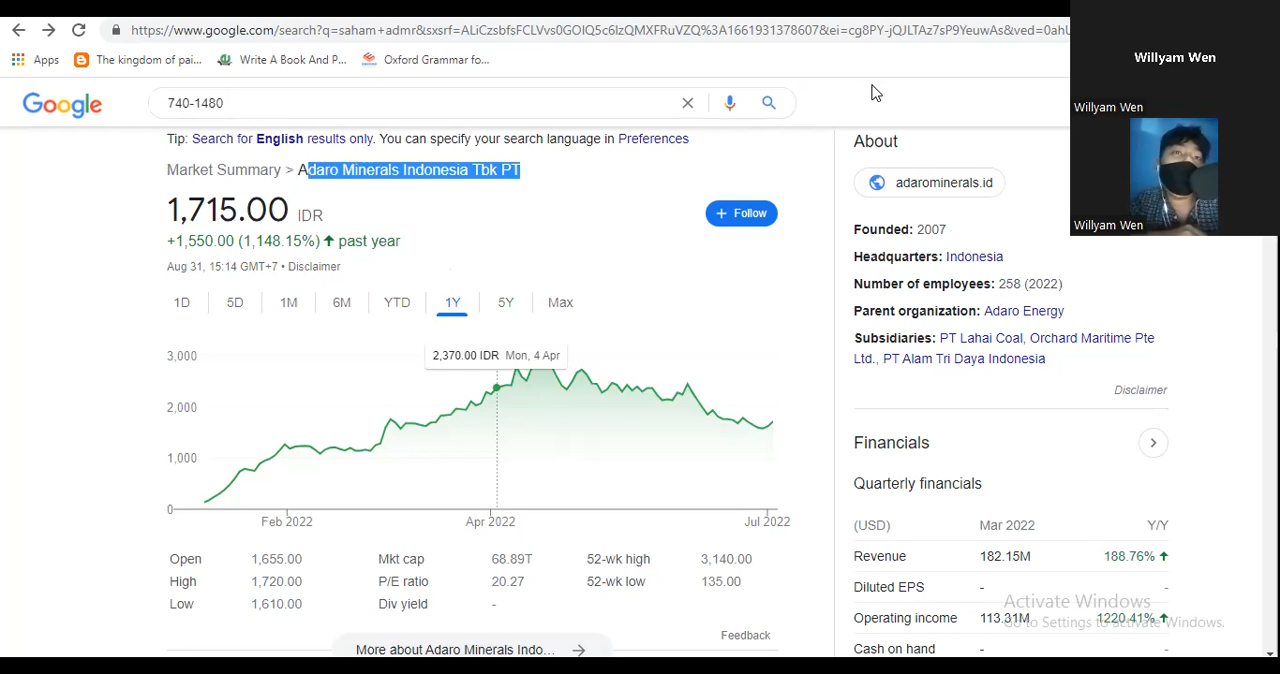 https://www.google.com/search?q=saham+admr&sxsrf=ALiCzsbfsFCLVvs0GOIQ5c6lzQMXFRuVZQ%3A1661931378607&ei=cg8PY-jQJLTAz7sP9YeuwAs&ved=0ahU
Apps The kingdom of pai... Write A Book And P... Oxford Grammar fo...
Google 740-1480
Tip: Search for English results only. You can specify your search language in Preferences
Market Summary > Adaro Minerals Indonesia Tbk PT
1,715.00 IDR
+ Follow
+1,550.00 (1,148.15%) ↑ past year
Aug 31, 15:14 GMT+7 • Disclaimer
1D 5D 1M 6M YTD 1Y 5Y Max
2,370.00 IDR Mon, 4 Apr
3,000
2,000
1,000
0
Feb 2022 Apr 2022 Jul 2022
Open 1,655.00 Mkt cap 68.89T 52-wk high 3,140.00
High 1,720.00 P/E ratio 20.27 52-wk low 135.00
Low 1,610.00 Div yield -
Feedback
More about Adaro Minerals Indo... →
About
adarominerals.id
Founded: 2007
Headquarters: Indonesia
Number of employees: 258 (2022)
Parent organization: Adaro Energy
Subsidiaries: PT Lahai Coal, Orchard Maritime Pte
Ltd., PT Alam Tri Daya Indonesia
Disclaimer
Financials
Quarterly financials
(USD) Mar 2022 Y/Y
Revenue 182.15M 188.76% ↑
Diluted EPS - -
Operating income 113.31M 1220.41% ↑
Cash on hand - -
Activate Windows
Go to Settings to activate Windows.
Willyam Wen
Willyam Wen
Willyam Wen